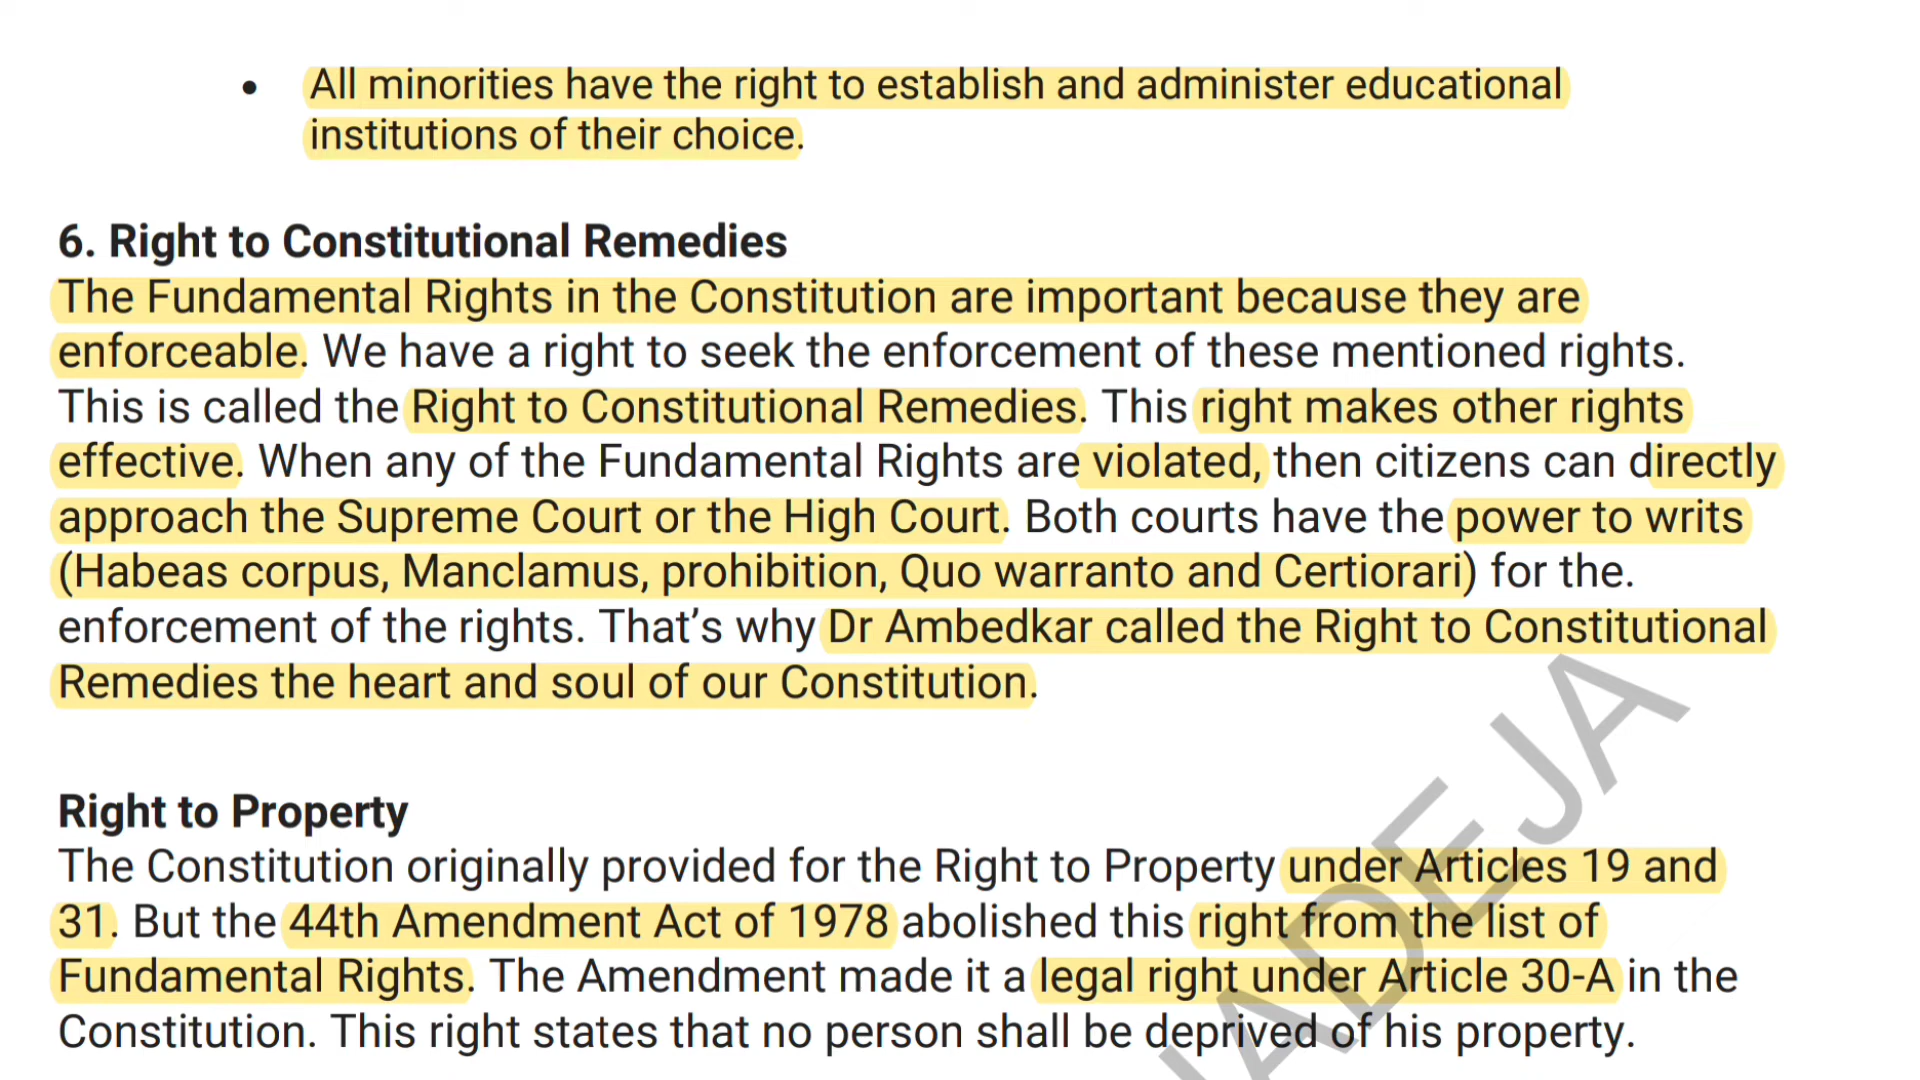 • All minorities have the right to establish and administer educational
institutions of their choice.
6. Right to Constitutional Remedies
The Fundamental Rights in the Constitution are important because they are
enforceable. We have a right to seek the enforcement of these mentioned rights.
This is called the Right to Constitutional Remedies. This right makes other rights
effective. When any of the Fundamental Rights are violated, then citizens can directly
approach the Supreme Court or the High Court. Both courts have the power to writs
(Habeas corpus, Manclamus, prohibition, Quo warranto and Certiorari) for the.
enforcement of the rights. That’s why Dr Ambedkar called the Right to Constitutional
Remedies the heart and soul of our Constitution.
Right to Property
The Constitution originally provided for the Right to Property under Articles 19 and
31. But the 44th Amendment Act of 1978 abolished this right from the list of
Fundamental Rights. The Amendment made it a legal right under Article 30-A in the
Constitution. This right states that no person shall be deprived of his property.
JADEJA